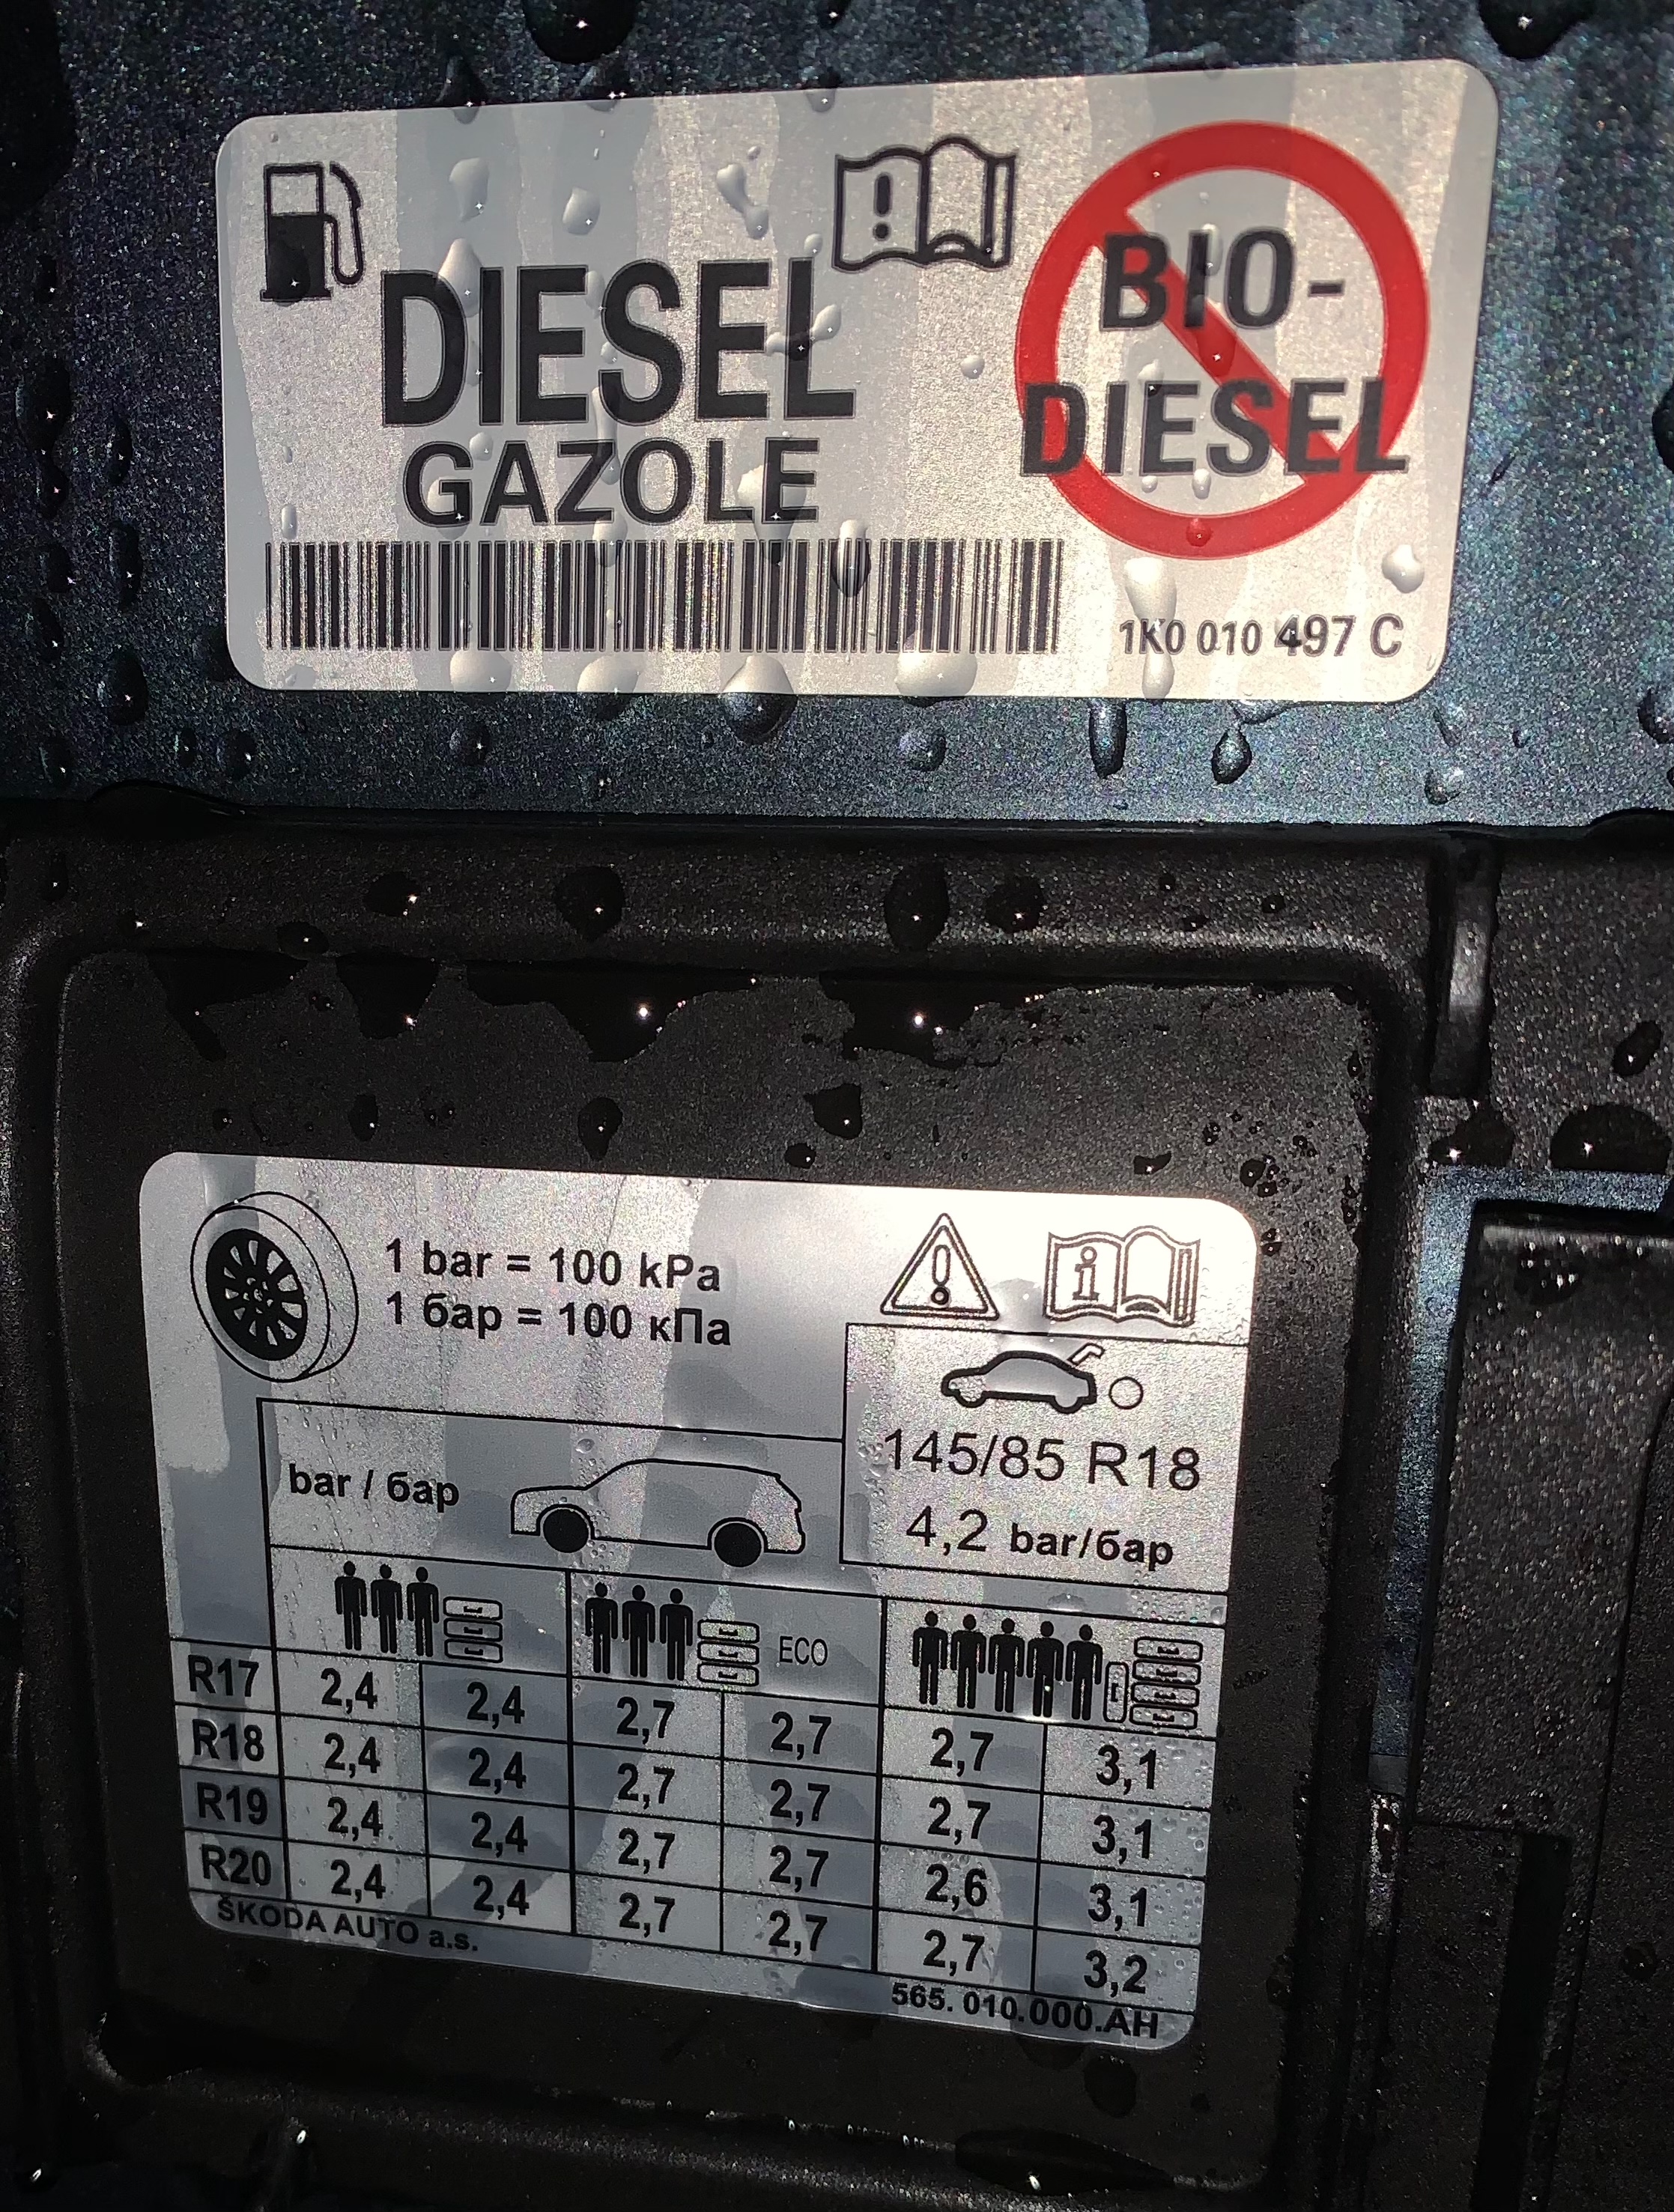 DIESEL
GAZOLE
BIO-
DIESEL
1K0 010 497 C
1 bar = 100 kPa
1 бар = 100 кПа
145/85 R18
4,2 bar/бар
bar / бар
ECO
R17 2,4 2,4 2,7 2,7 2,7 3,1
R18 2,4 2,4 2,7 2,7 2,7 3,1
R19 2,4 2,4 2,7 2,7 2,6 3,1
R20 2,4 2,4 2,7 2,7 2,7 3,2
ŠKODA AUTO a.s.
565. 010.000.AH